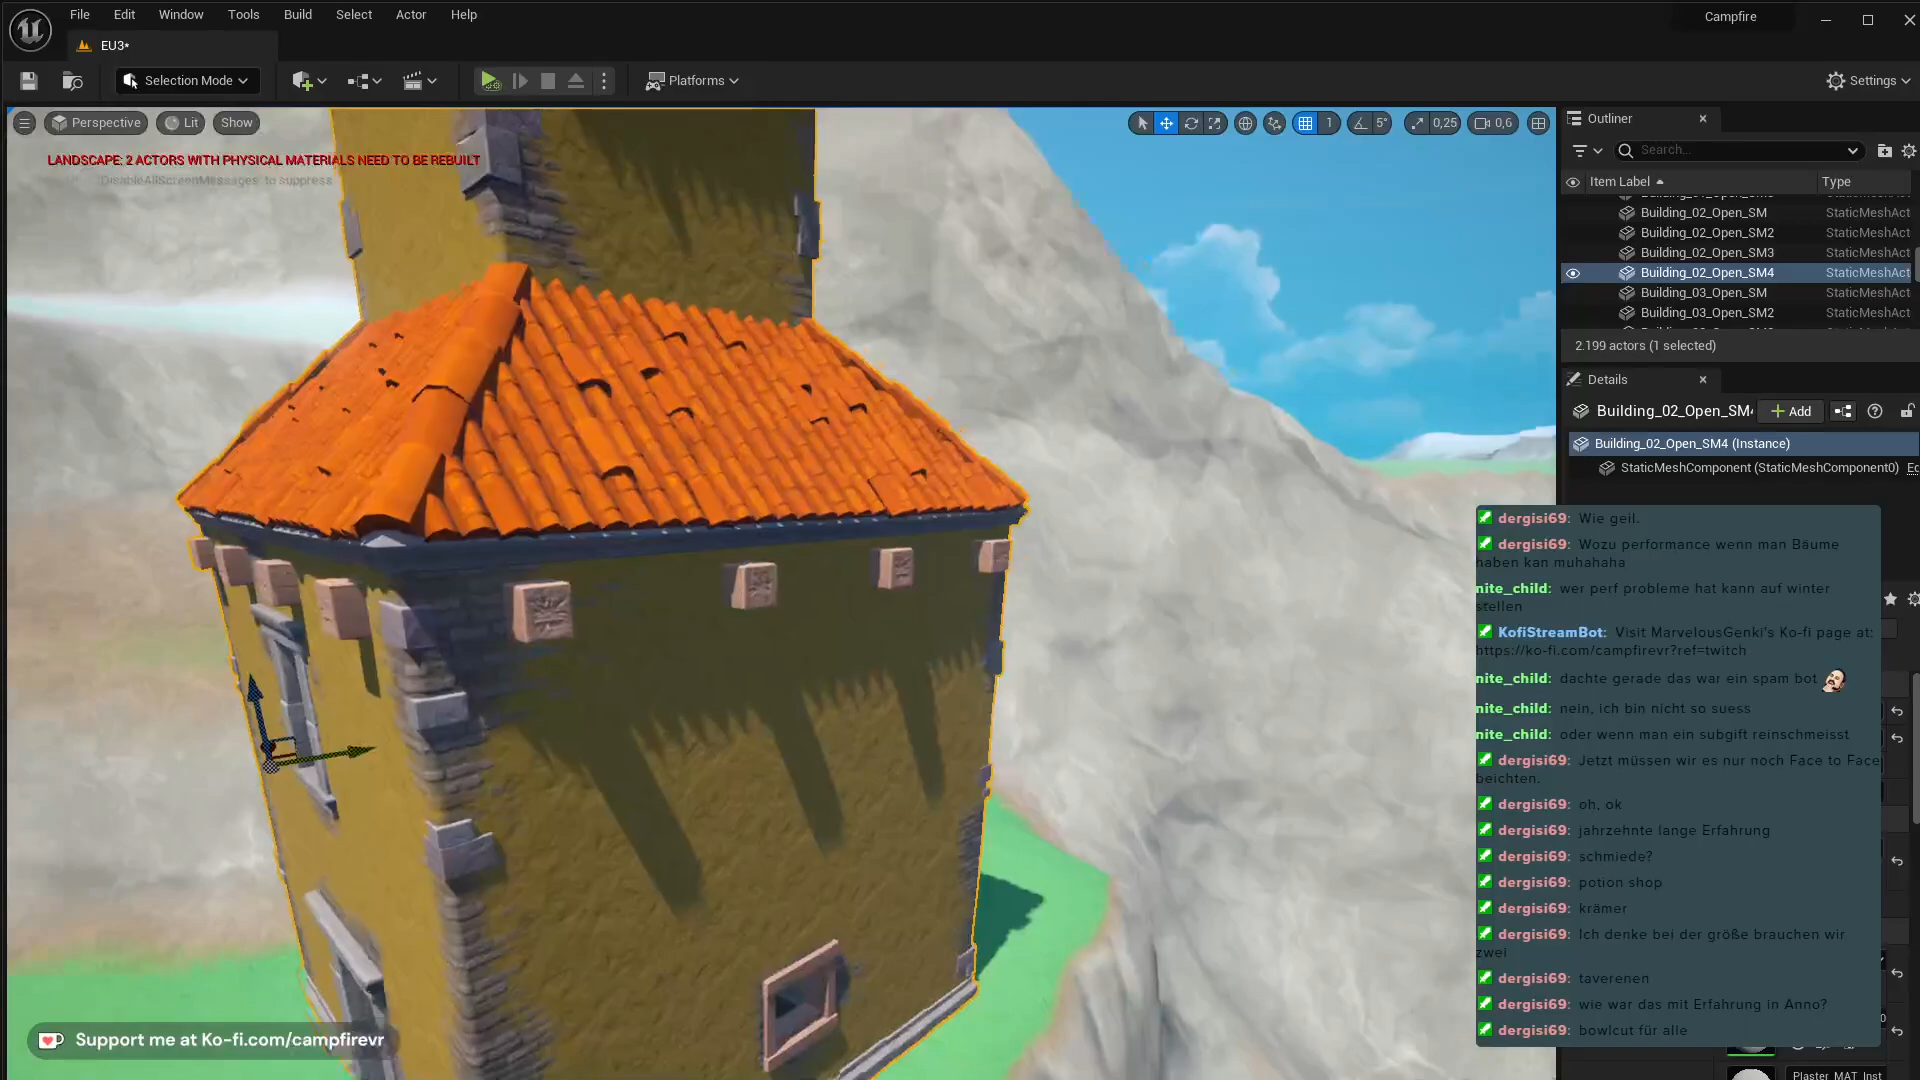 File Edit Window Tools Build Select Actor Help
Campfire
EU3*
Selection Mode
Platforms
Settings
Perspective Lit Show
1 5° 0,25 0,6
LANDSCAPE: 2 ACTORS WITH PHYSICAL MATERIALS NEED TO BE REBUILT
'DisableAllScreenMessages' to suppress
Outliner
Search...
Item Label Type
Building_02_Open_SM StaticMeshAct
Building_02_Open_SM2 StaticMeshAct
Building_02_Open_SM3 StaticMeshAct
Building_02_Open_SM4 StaticMeshAct
Building_03_Open_SM StaticMeshAct
Building_03_Open_SM2 StaticMeshAct
2.199 actors (1 selected)
Details
Building_02_Open_SM4 Add
Building_02_Open_SM4 (Instance)
StaticMeshComponent (StaticMeshComponent0) Ed
dergisi69: Wie geil.
dergisi69: Wozu performance wenn man Bäume
haben kan muhahaha
nite_child: wer perf probleme hat kann auf winter
stellen
KofiStreamBot: Visit MarvelousGenki's Ko-fi page at:
https://ko-fi.com/campfirevr?ref=twitch
nite_child: dachte gerade das war ein spam bot
nite_child: nein, ich bin nicht so suess
nite_child: oder wenn man ein subgift reinschmeisst
dergisi69: Jetzt müssen wir es nur noch Face to Face
beichten.
dergisi69: oh, ok
dergisi69: jahrzehnte lange Erfahrung
dergisi69: schmiede?
dergisi69: potion shop
dergisi69: krämer
dergisi69: Ich denke bei der größe brauchen wir
zwei
dergisi69: taverenen
dergisi69: wie war das mit Erfahrung in Anno?
dergisi69: bowlcut für alle
Support me at Ko-fi.com/campfirevr
Plaster_MAT_Inst